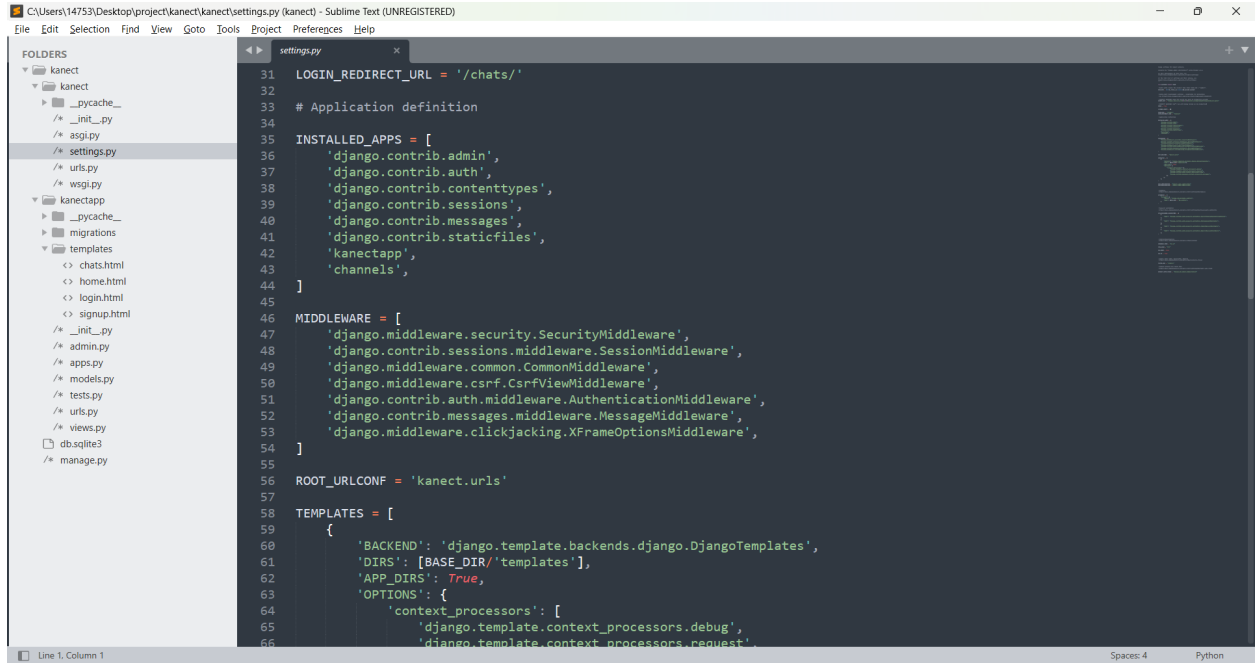 C:\Users\14753\Desktop\project\kanect\kanect\settings.py (kanect) - Sublime Text (UNREGISTERED)
File Edit Selection Find View Goto Tools Project Preferences Help
FOLDERS
kanect
kanect
__pycache__
/* __init__.py
/* asgi.py
/* settings.py
/* urls.py
/* wsgi.py
kanectapp
__pycache__
migrations
templates
<> chats.html
<> home.html
<> login.html
<> signup.html
/* __init__.py
/* admin.py
/* apps.py
/* models.py
/* tests.py
/* urls.py
/* views.py
db.sqlite3
/* manage.py
settings.py
31 LOGIN_REDIRECT_URL = '/chats/'
32
33 # Application definition
34
35 INSTALLED_APPS = [
36     'django.contrib.admin',
37     'django.contrib.auth',
38     'django.contrib.contenttypes',
39     'django.contrib.sessions',
40     'django.contrib.messages',
41     'django.contrib.staticfiles',
42     'kanectapp',
43     'channels',
44 ]
45
46 MIDDLEWARE = [
47     'django.middleware.security.SecurityMiddleware',
48     'django.contrib.sessions.middleware.SessionMiddleware',
49     'django.middleware.common.CommonMiddleware',
50     'django.middleware.csrf.CsrfViewMiddleware',
51     'django.contrib.auth.middleware.AuthenticationMiddleware',
52     'django.contrib.messages.middleware.MessageMiddleware',
53     'django.middleware.clickjacking.XFrameOptionsMiddleware',
54 ]
55
56 ROOT_URLCONF = 'kanect.urls'
57
58 TEMPLATES = [
59     {
60         'BACKEND': 'django.template.backends.django.DjangoTemplates',
61         'DIRS': [BASE_DIR/'templates'],
62         'APP_DIRS': True,
63         'OPTIONS': {
64             'context_processors': [
65                 'django.template.context_processors.debug',
66                 'django.template.context_processors.request',
Line 1, Column 1
Spaces: 4
Python